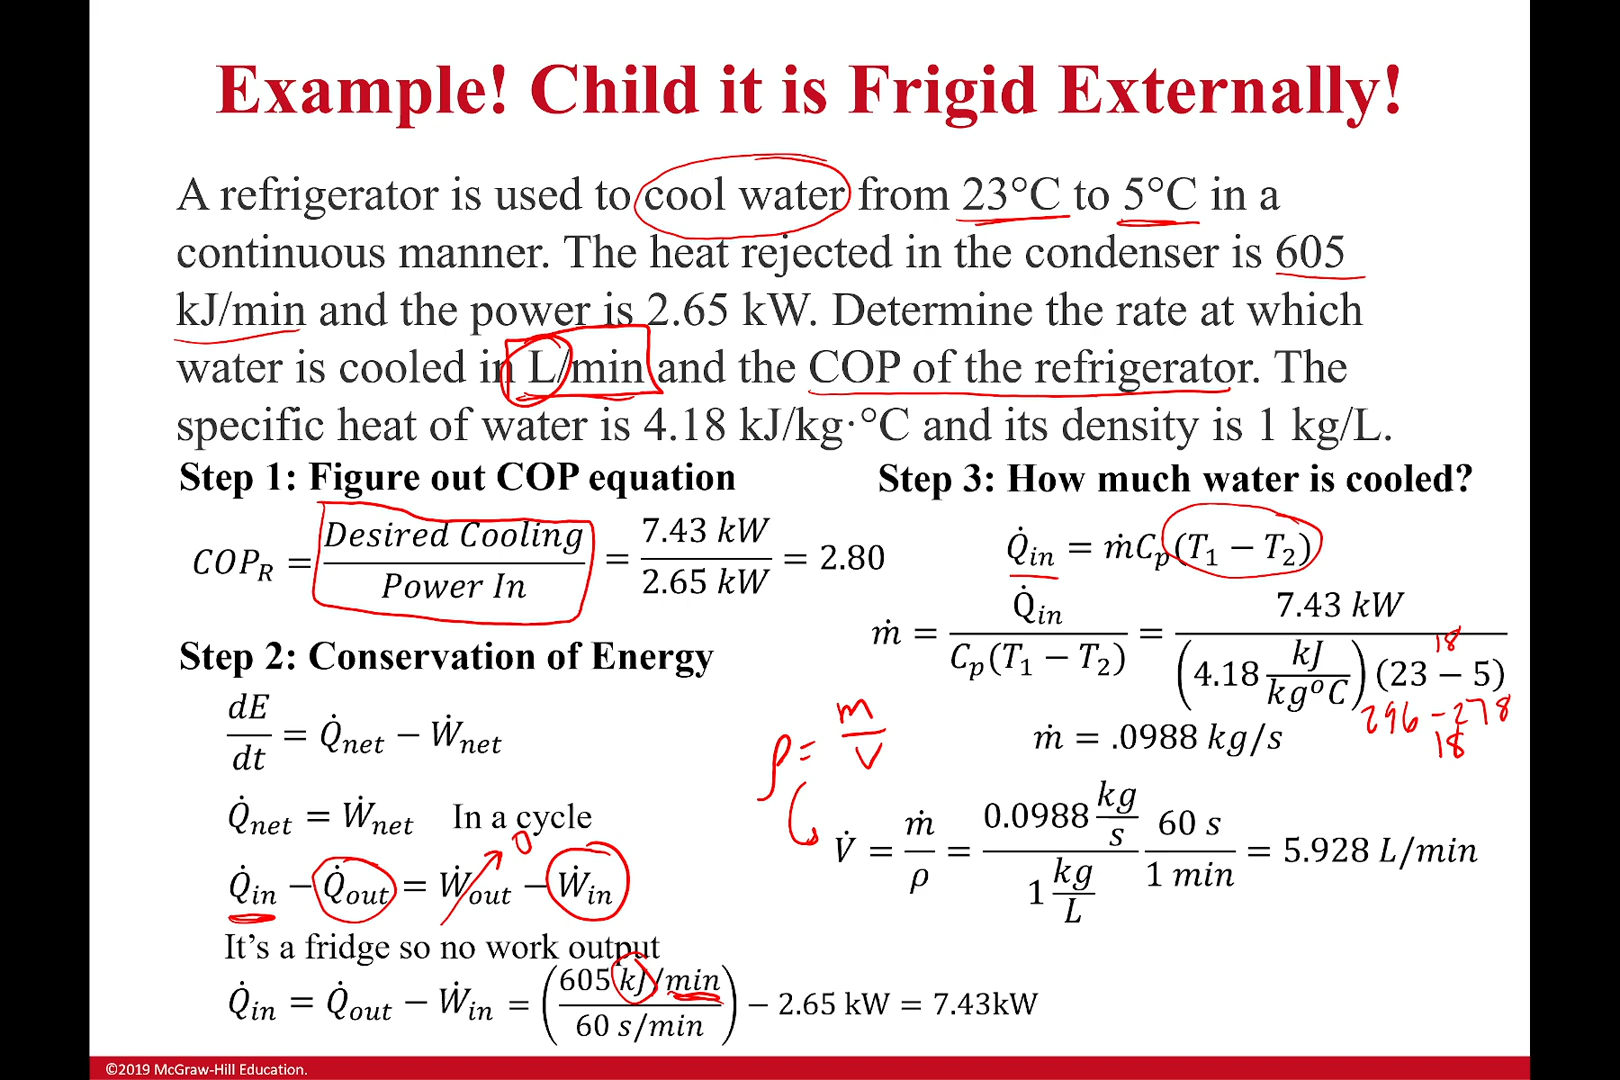 Example! Child it is Frigid Externally!
A refrigerator is used to cool water from 23°C to 5°C in a
continuous manner. The heat rejected in the condenser is 605
kJ/min and the power is 2.65 kW. Determine the rate at which
water is cooled in L/min and the COP of the refrigerator. The
specific heat of water is 4.18 kJ/kg·°C and its density is 1 kg/L.
Step 1: Figure out COP equation
COP_R = Desired Cooling / Power In = 7.43 kW / 2.65 kW = 2.80
Step 2: Conservation of Energy
dE/dt = Q̇_net − Ẇ_net
Q̇_net = Ẇ_net In a cycle
0
Q̇_in − Q̇_out = Ẇ_out − Ẇ_in
It's a fridge so no work output
Q̇_in = Q̇_out − Ẇ_in = (605 kJ/min / 60 s/min) − 2.65 kW = 7.43kW
Step 3: How much water is cooled?
Q̇_in = ṁC_p(T_1 − T_2)
ṁ = Q̇_in / C_p(T_1 − T_2) = 7.43 kW / (4.18 kJ/kg°C)(23 − 5)
18
296 - 278
18
ṁ = .0988 kg/s
ρ = m/V
V̇ = ṁ/ρ = 0.0988 kg/s / 1 kg/L 60 s / 1 min = 5.928 L/min
©2019 McGraw-Hill Education.